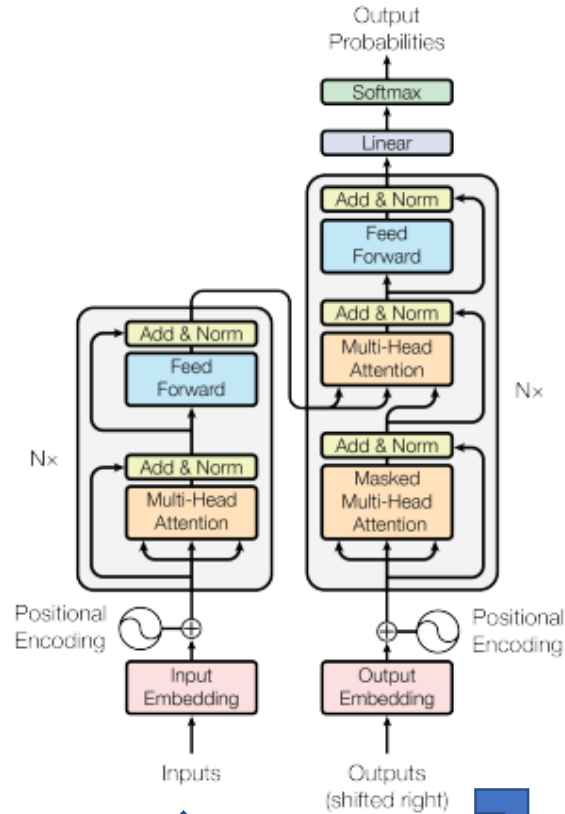 Output
Probabilities
Softmax
Linear
Add & Norm
Feed
Forward
Add & Norm
Multi-Head
Attention
Add & Norm
Masked
Multi-Head
Attention
Nx
Add & Norm
Feed
Forward
Add & Norm
Multi-Head
Attention
Nx
Positional
Encoding
Positional
Encoding
Input
Embedding
Output
Embedding
Inputs
Outputs
(shifted right)